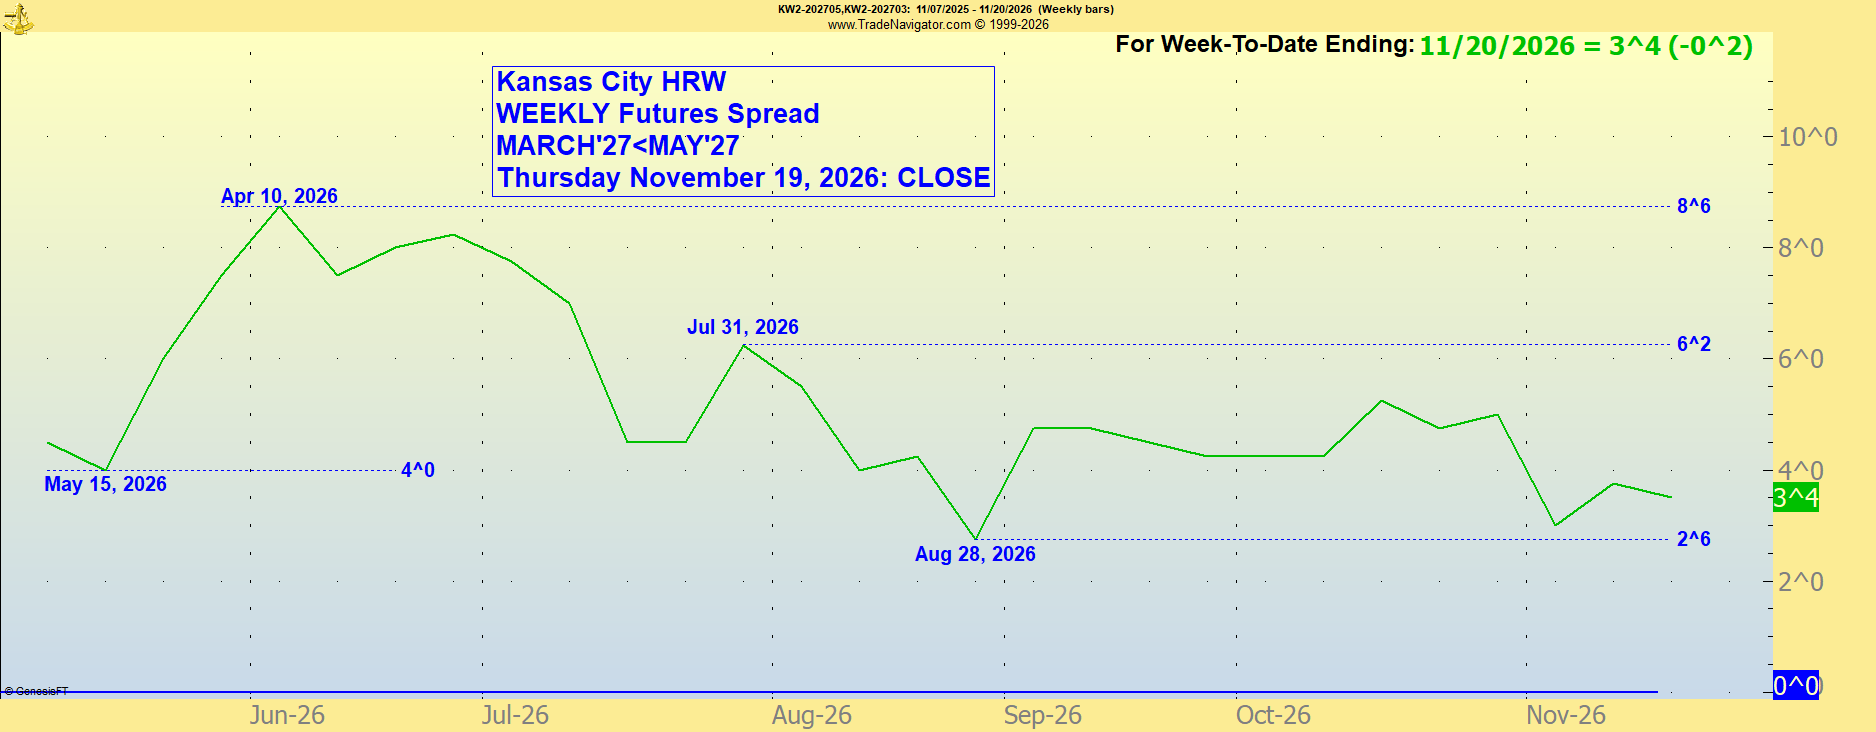 KW2-202705,KW2-202703: 11/07/2025 - 11/20/2026 (Weekly bars)
www.TradeNavigator.com © 1999-2026
For Week-To-Date Ending: 11/20/2026 = 3^4 (-0^2)
Kansas City HRW
WEEKLY Futures Spread
MARCH'27<MAY'27
Thursday November 19, 2026: CLOSE
10^0
Apr 10, 2026
8^6
8^0
Jul 31, 2026
6^2
6^0
4^0
4^0
May 15, 2026
3^4
2^6
Aug 28, 2026
2^0
0^0
© GenesisFT
Jun-26 Jul-26 Aug-26 Sep-26 Oct-26 Nov-26